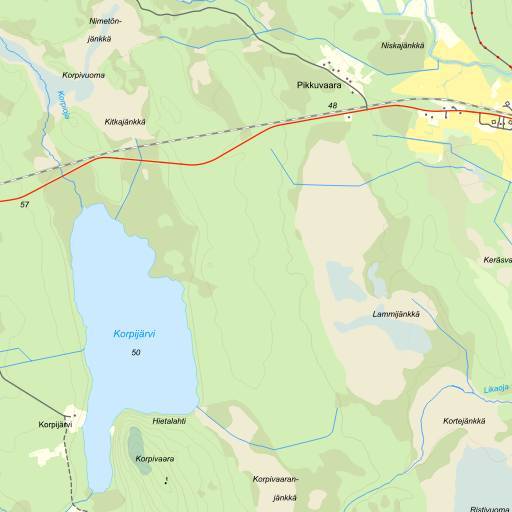 Nimetön-
jänkkä
Niskajänkkä
Korpivuoma
Pikkuvaara
Korpioja
48
Kitkajänkkä
57
Keräsva
Lammijänkkä
Korpijärvi
50
Likaoja
Korpijärvi
Hietalahti
Kortejänkkä
Korpivaara
Korpivaaran-
jänkkä
Ristivuoma